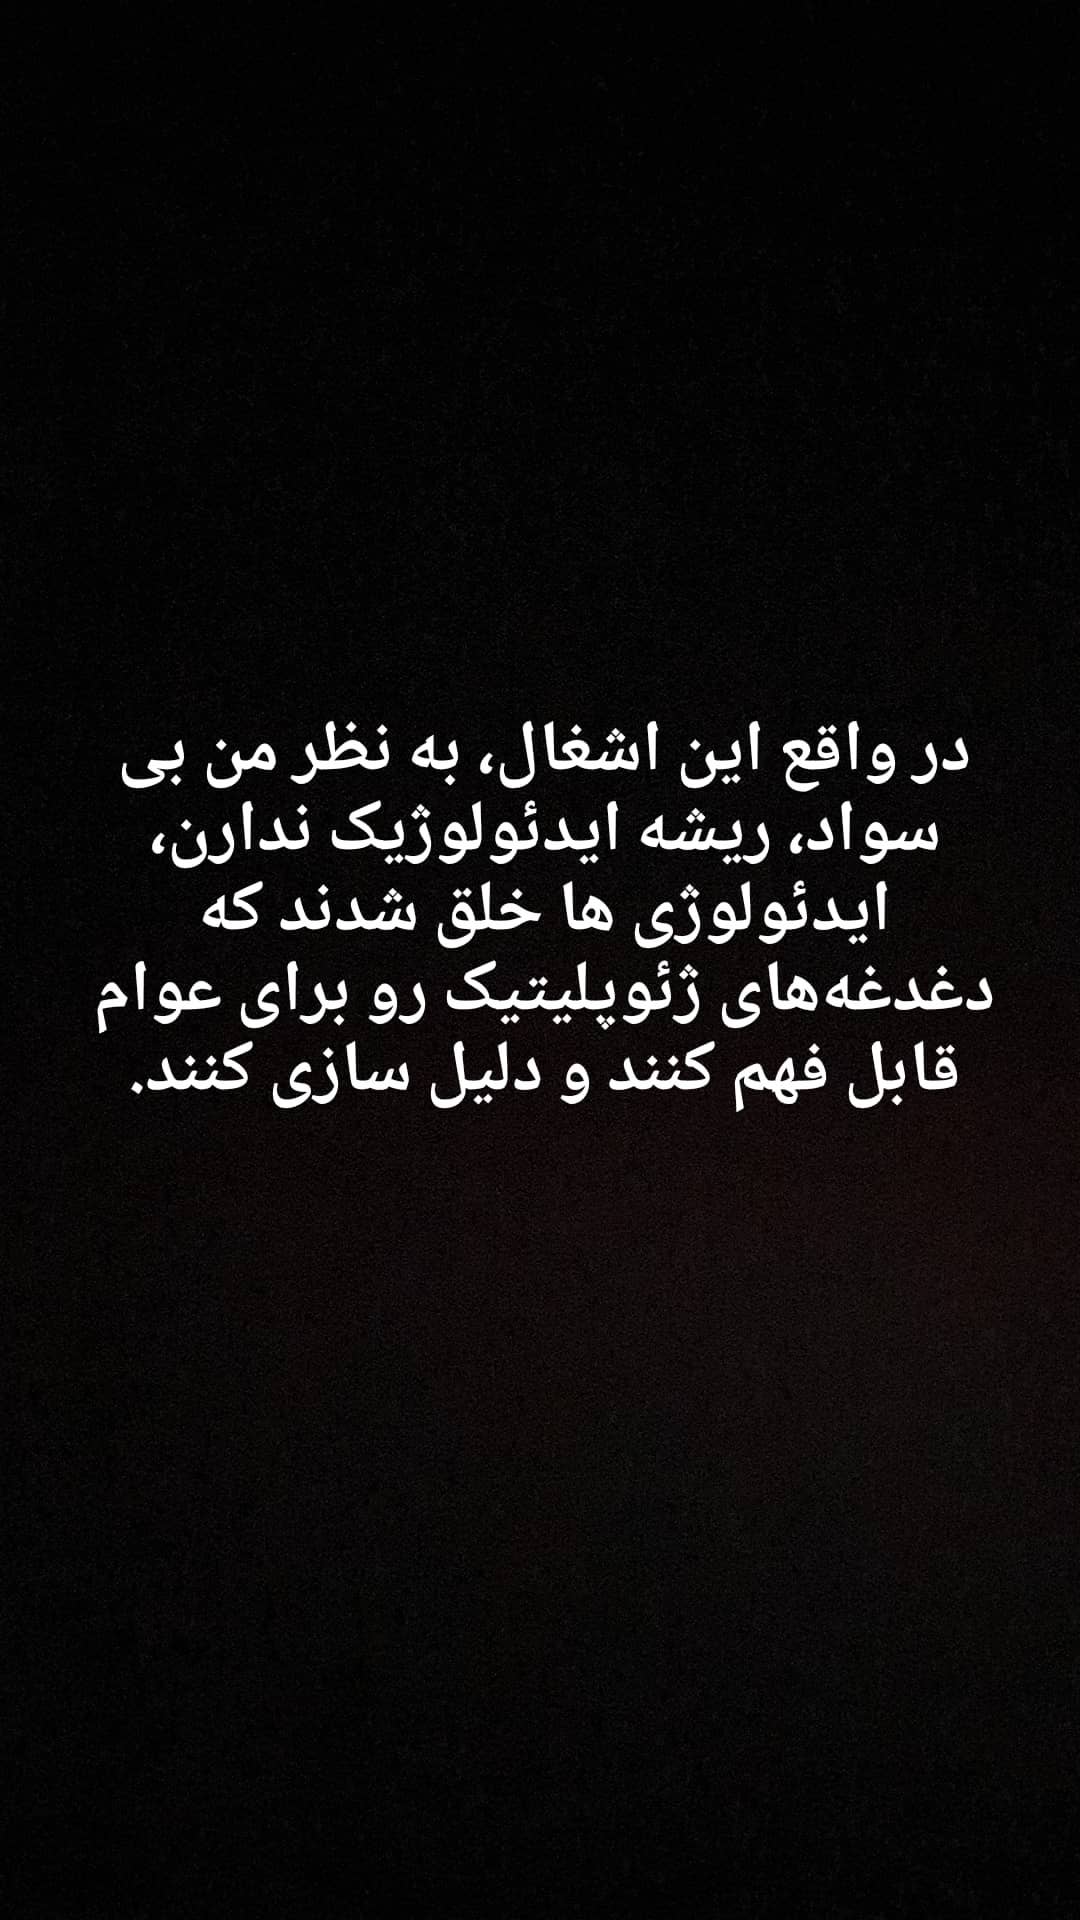 در واقع این اشغال، به نظر من بی
سواد، ریشه ایدئولوژیک ندارن،
ایدئولوژی ها خلق شدند که
دغدغه‌های ژئوپلیتیک رو برای عوام
قابل فهم کنند و دلیل سازی کنند.